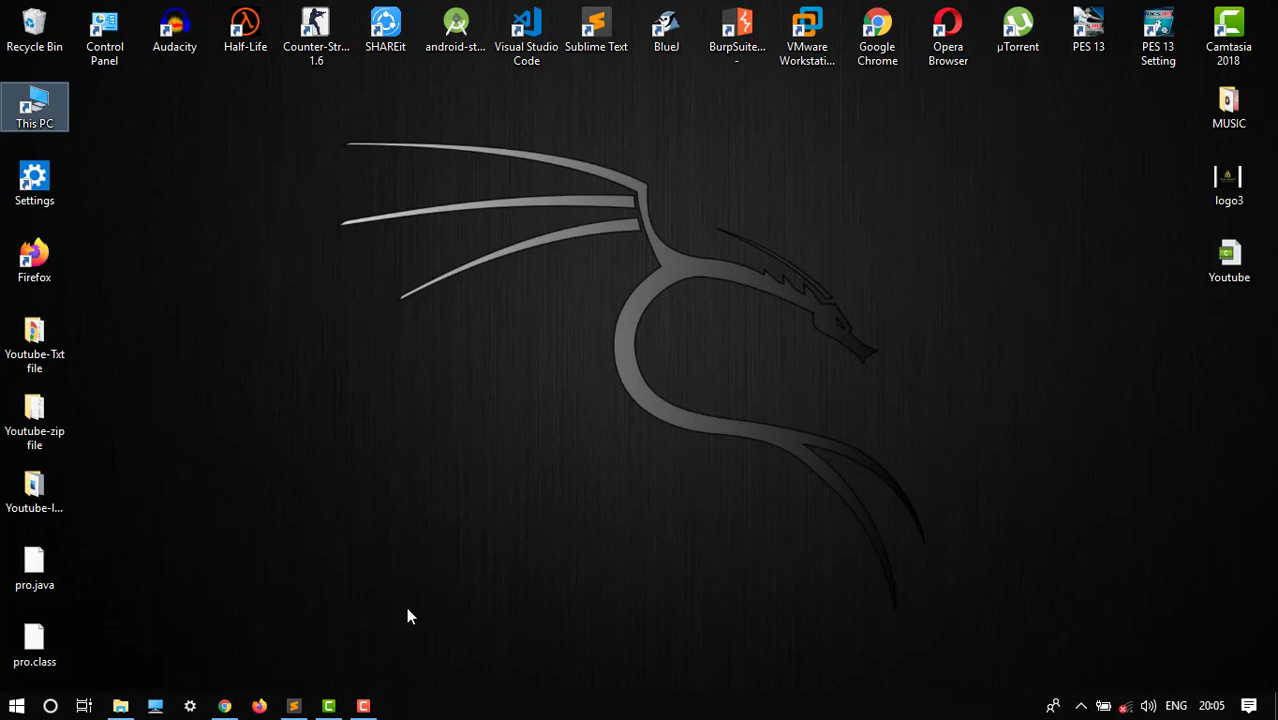 Recycle Bin
Control
Panel
Audacity
Half-Life
Counter-Str...
1.6
SHAREit
android-st...
Visual Studio
Code
Sublime Text
BlueJ
BurpSuite...
-
VMware
Workstati...
Google
Chrome
Opera
Browser
µTorrent
PES 13
PES 13
Setting
Camtasia
2018
This PC
MUSIC
Settings
logo3
Firefox
Youtube
Youtube-Txt
file
Youtube-zip
file
Youtube-I...
pro.java
pro.class
ENG
20:05